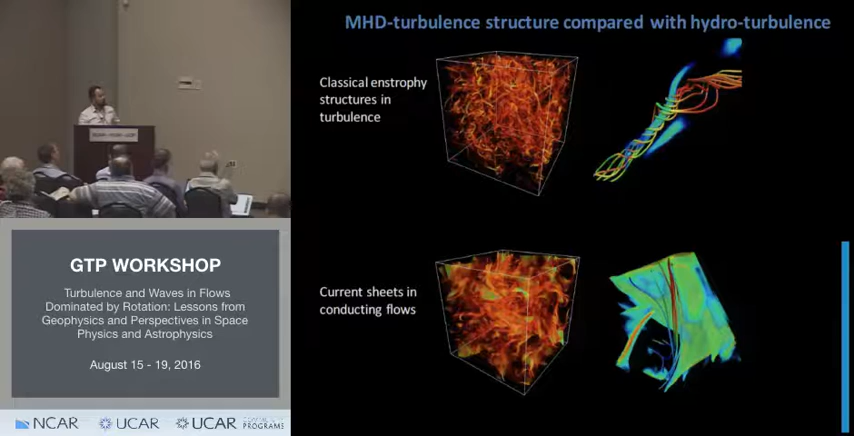 MHD-turbulence structure compared with hydro-turbulence
Classical enstrophy
structures in
turbulence
Current sheets in
conducting flows
GTP WORKSHOP
Turbulence and Waves in Flows
Dominated by Rotation: Lessons from
Geophysics and Perspectives in Space
Physics and Astrophysics
August 15 - 19, 2016
NCAR
UCAR
UCAR
PROGRAMS